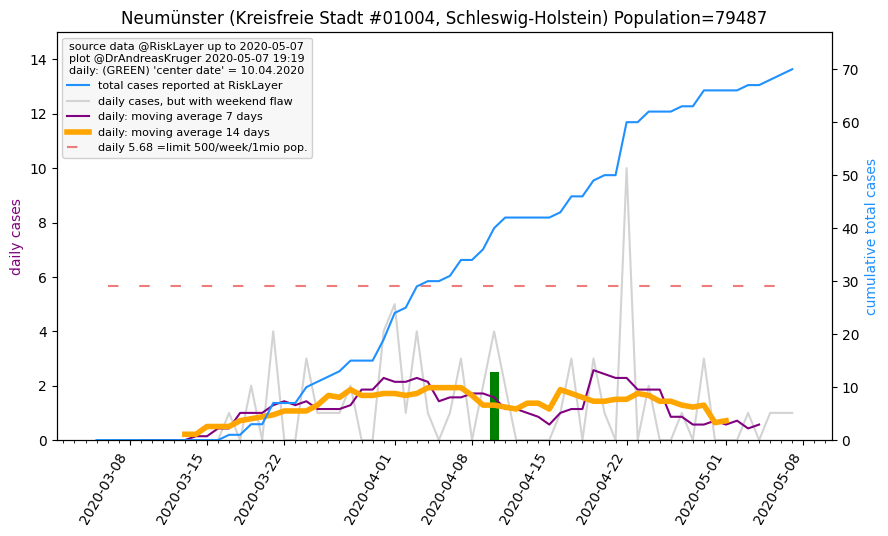 Neumünster (Kreisfreie Stadt #01004, Schleswig-Holstein) Population=79487
source data @RiskLayer up to 2020-05-07
plot @DrAndreasKruger 2020-05-07 19:19
daily: (GREEN) 'center date' = 10.04.2020
total cases reported at RiskLayer
daily cases, but with weekend flaw
daily: moving average 7 days
daily: moving average 14 days
daily 5.68 =limit 500/week/1mio pop.
daily cases
14
12
10
8
6
4
2
0
70
60
50
40
30
20
10
0
cumulative total cases
2020-03-08
2020-03-15
2020-03-22
2020-04-01
2020-04-08
2020-04-15
2020-04-22
2020-05-01
2020-05-08